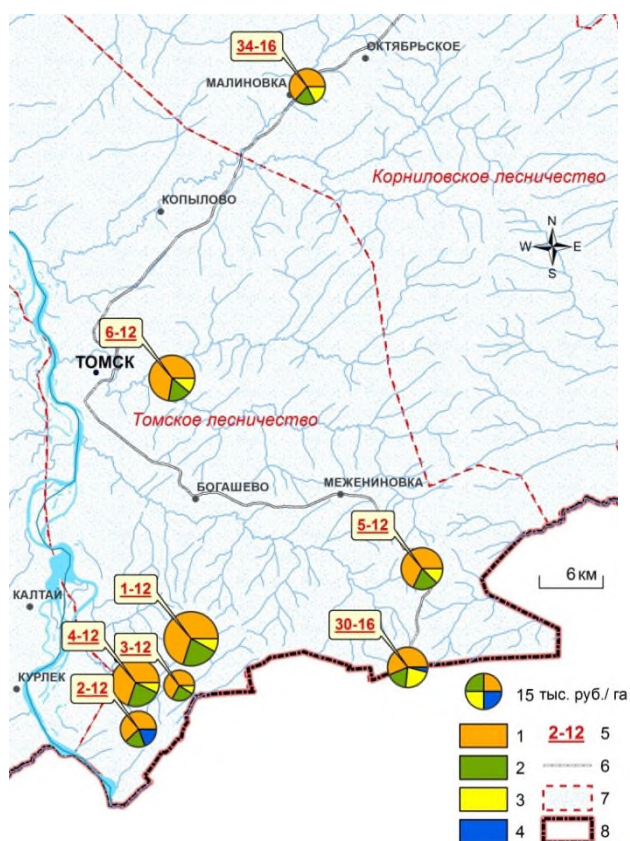 34-16
ОКТЯБРЬСКОЕ
МАЛИНОВКА
Корниловское лесничество
КОПЫЛОВО
N
W E
S
6-12
ТОМСК
Томское лесничество
БОГАШЕВО
МЕЖЕНИНОВКА
5-12
6 км
1-12
КАЛТАЙ
4-12
3-12
30-16
КУРЛЕК
2-12
15 тыс. руб./ га
1 2-12 5
2 6
3 7
4 8